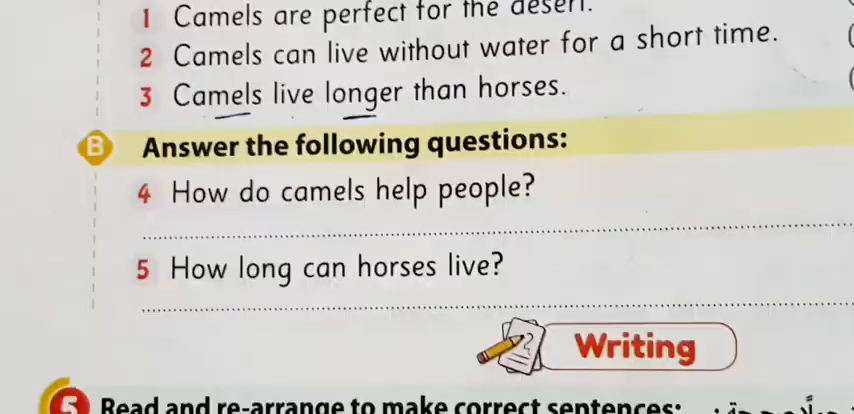 1 Camels are perfect for the desert.
2 Camels can live without water for a short time. (
3 Camels live longer than horses. (
B Answer the following questions:
4 How do camels help people?
5 How long can horses live?
Writing
5 Read and re-arrange to make correct sentences: